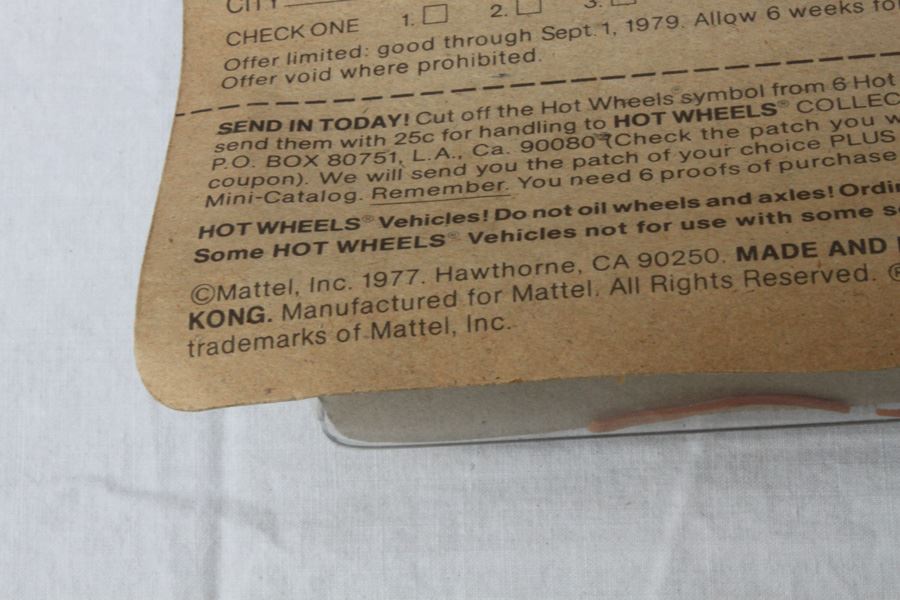 CITY
CHECK ONE 1. 2. 3.
Offer limited: good through Sept. 1, 1979. Allow 6 weeks fo
Offer void where prohibited.
SEND IN TODAY! Cut off the Hot Wheels® symbol from 6 Hot
send them with 25c for handling to HOT WHEELS® COLLEC
P.O. BOX 80751, L.A., Ca. 90080 (Check the patch you w
coupon). We will send you the patch of your choice PLUS
Mini-Catalog. Remember. You need 6 proofs of purchase
HOT WHEELS® Vehicles! Do not oil wheels and axles! Ordin
Some HOT WHEELS® Vehicles not for use with some s
©Mattel, Inc. 1977. Hawthorne, CA 90250. MADE AND
KONG. Manufactured for Mattel. All Rights Reserved. ®
trademarks of Mattel, Inc.